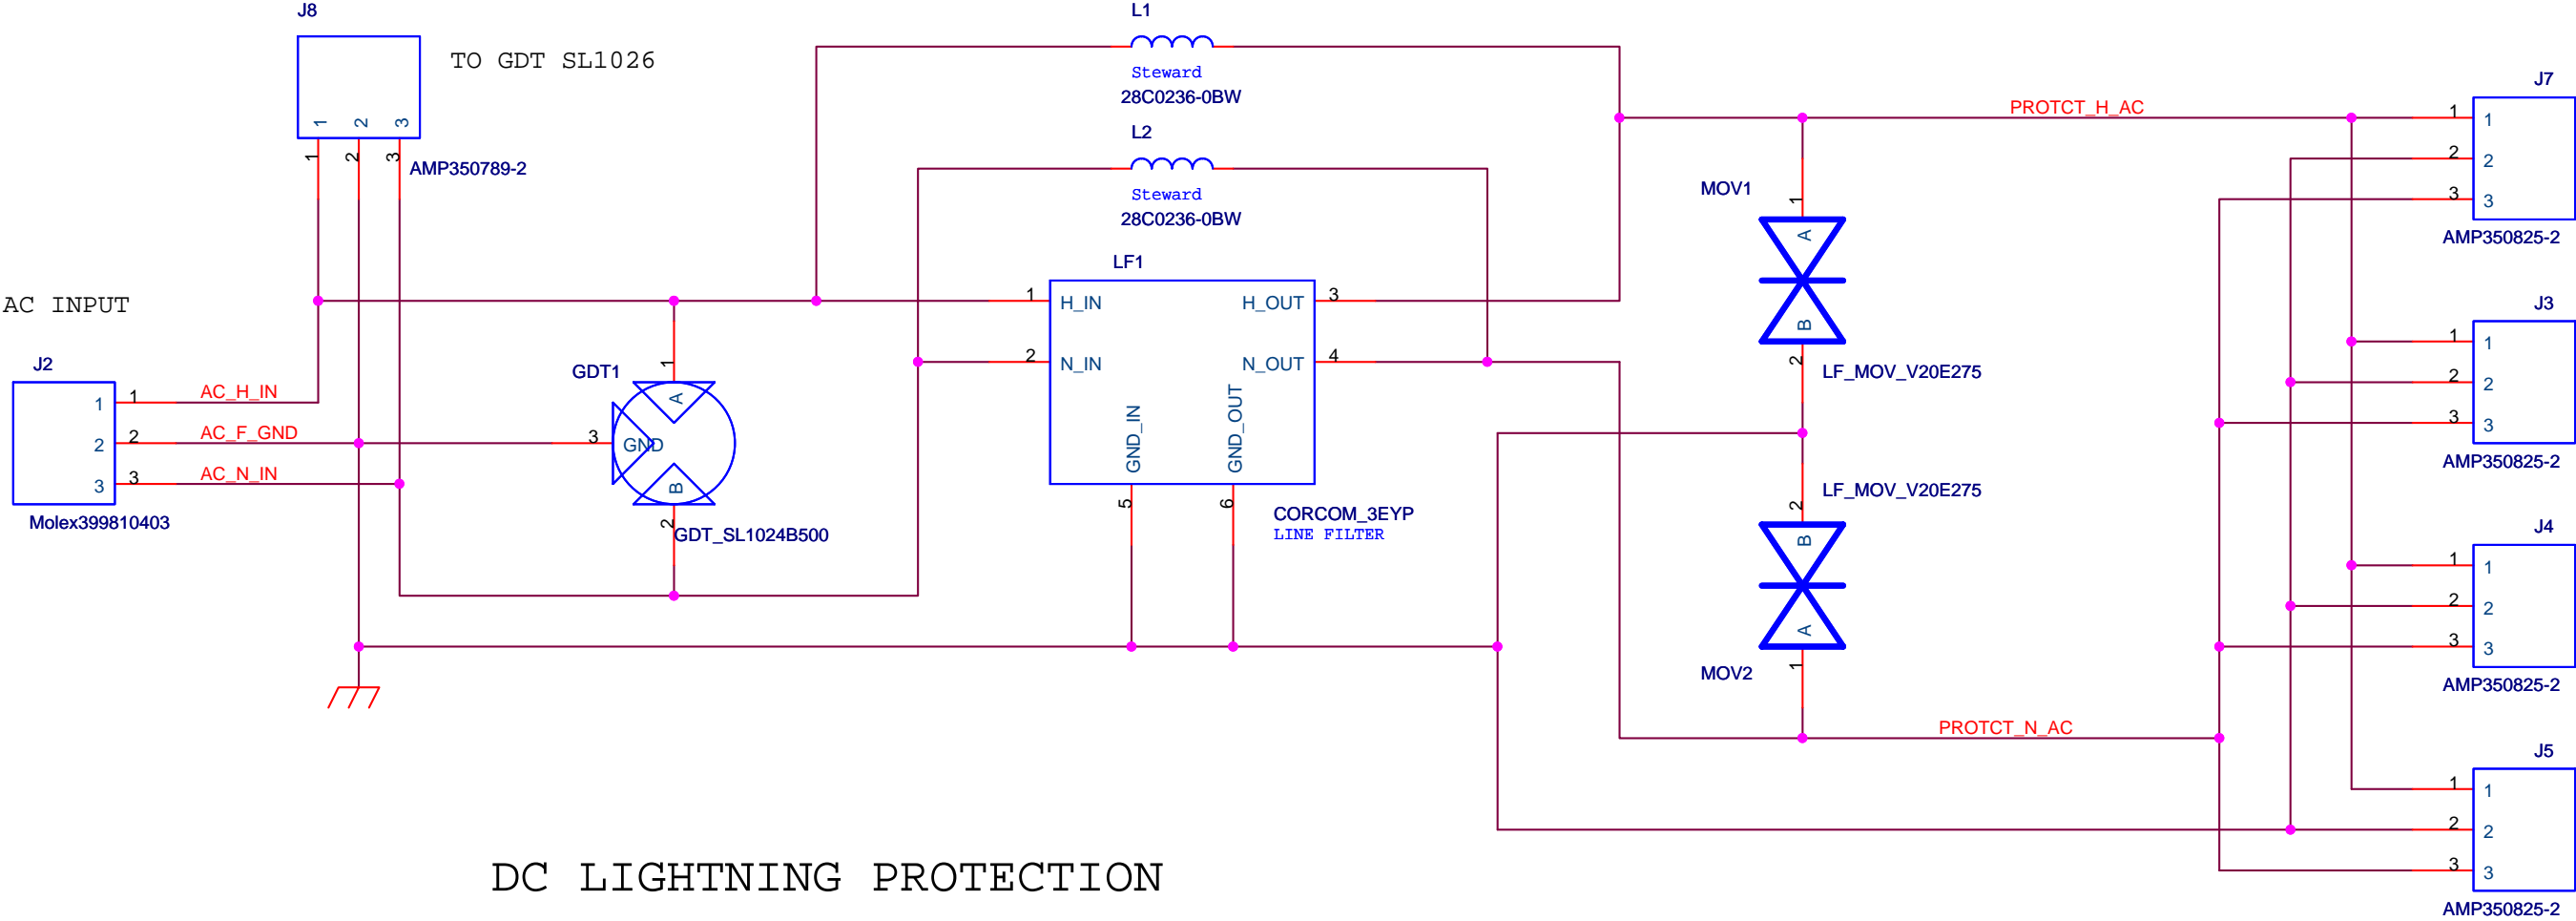 J8
TO GDT SL1026
1 2 3
1 2 3
AMP350789-2
L1
Steward
28C0236-0BW
L2
Steward
28C0236-0BW
AC INPUT
J2
1 1 AC_H_IN
2 2 AC_F_GND
3 3 AC_N_IN
Molex399810403
GDT1
1
A
3 GND
B
2
GDT_SL1024B500
LF1
1 H_IN H_OUT 3
2 N_IN N_OUT 4
GND_IN GND_OUT
5 6
CORCOM_3EYP
LINE FILTER
MOV1
1
A
B
2
LF_MOV_V20E275
LF_MOV_V20E275
2
B
A
1
MOV2
PROTCT_H_AC
PROTCT_N_AC
J7
1 1
2 2
3 3
AMP350825-2
J3
1 1
2 2
3 3
AMP350825-2
J4
1 1
2 2
3 3
AMP350825-2
J5
1 1
2 2
3 3
AMP350825-2
DC LIGHTNING PROTECTION